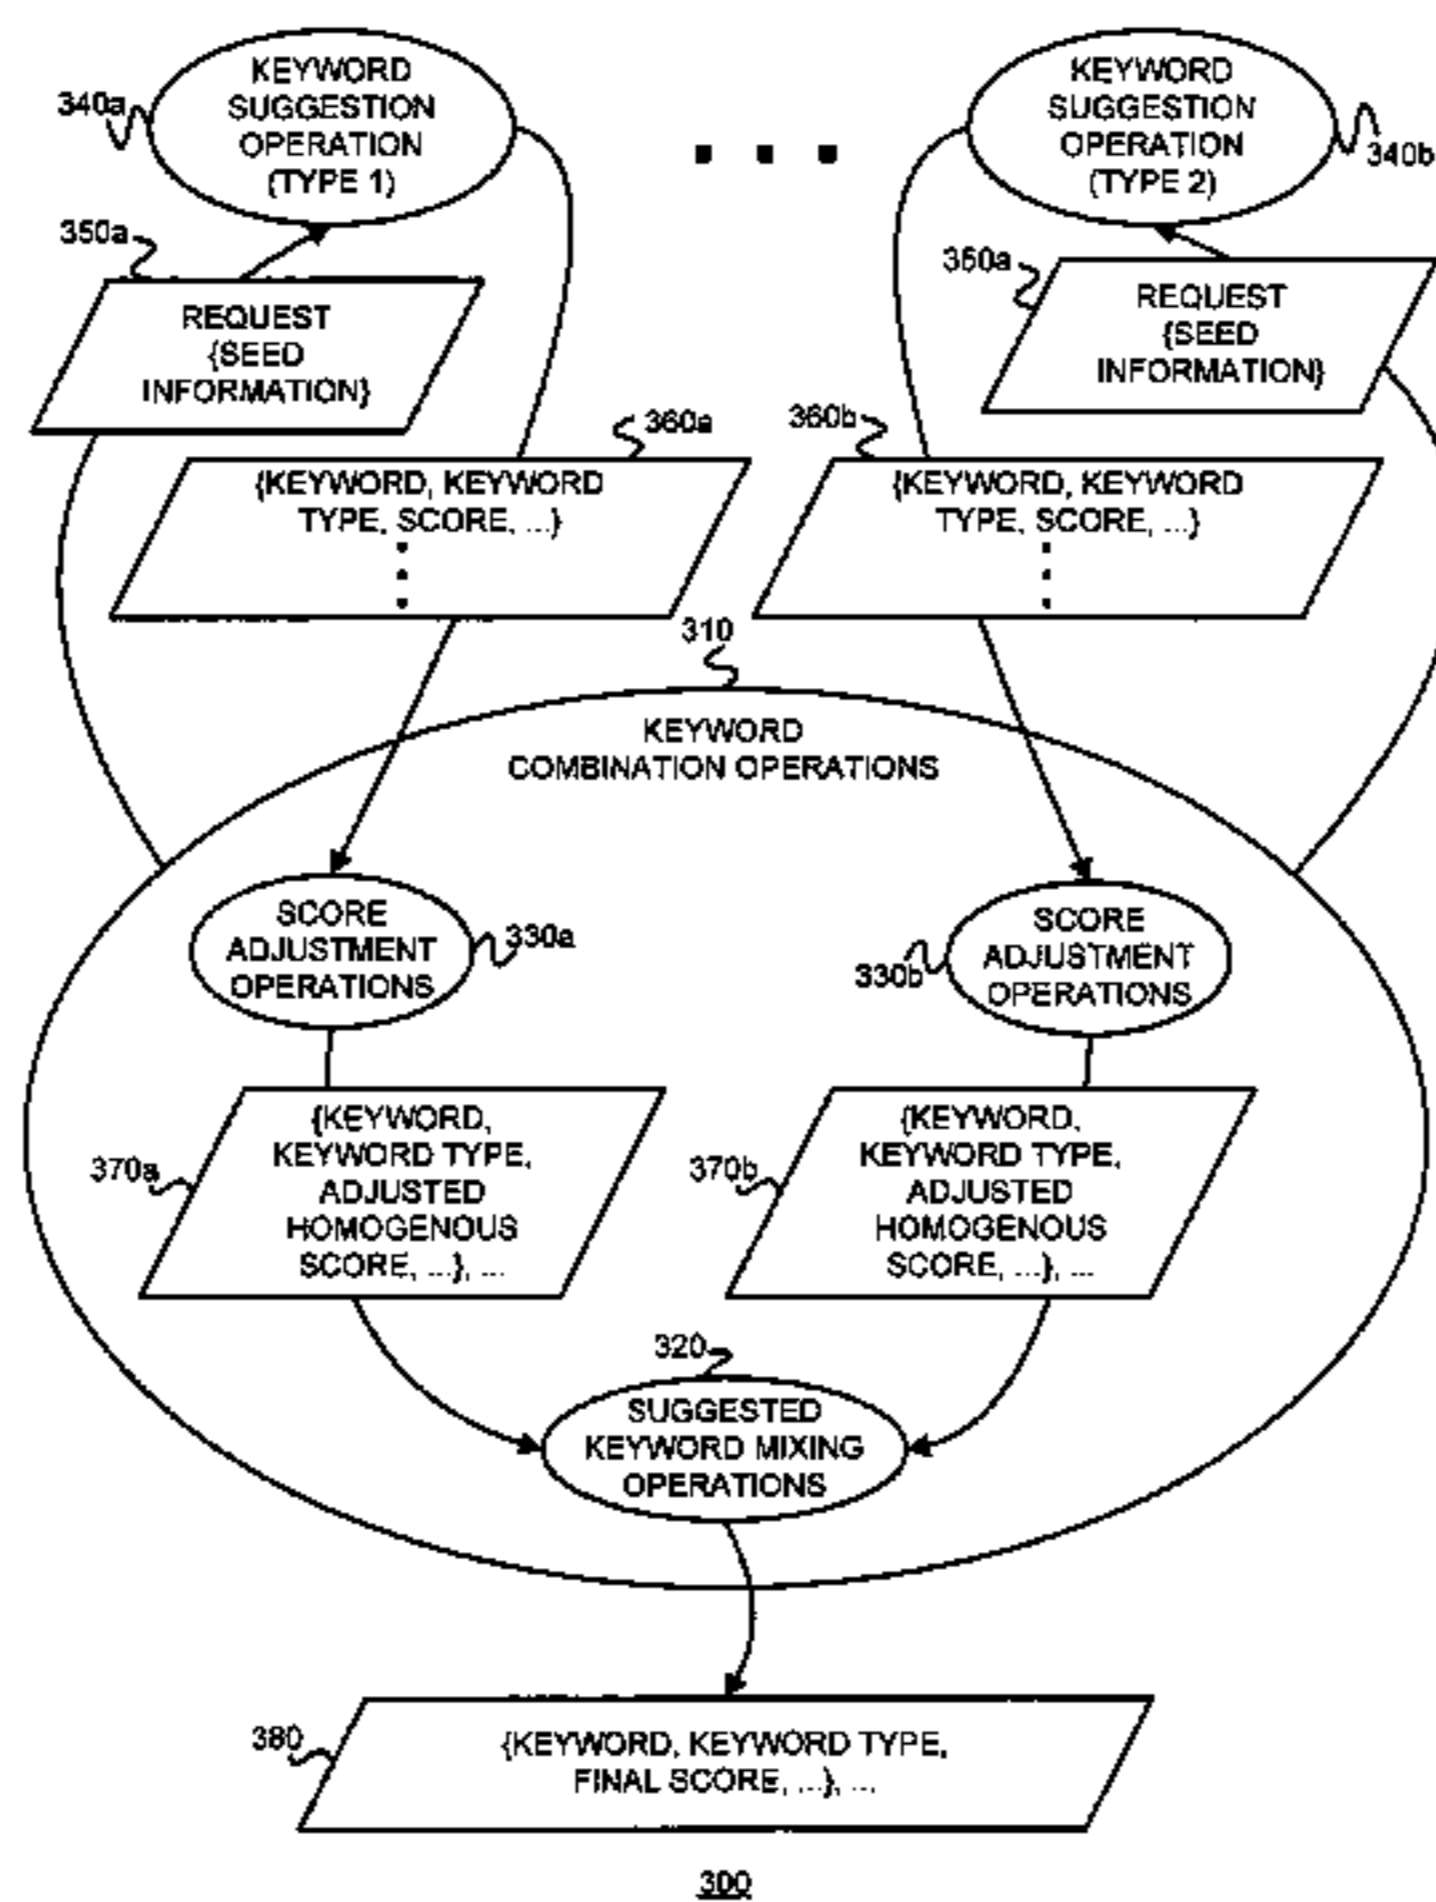 KEYWORD
SUGGESTION
OPERATION
(TYPE 1)
340a
KEYWORD
SUGGESTION
OPERATION
(TYPE 2)
340b
350a
REQUEST
{SEED
INFORMATION}
350a
REQUEST
{SEED
INFORMATION}
360a
{KEYWORD, KEYWORD
TYPE, SCORE, ...}
360b
{KEYWORD, KEYWORD
TYPE, SCORE, ...}
310
KEYWORD
COMBINATION OPERATIONS
SCORE
ADJUSTMENT
OPERATIONS
330a
SCORE
ADJUSTMENT
OPERATIONS
330b
370a
{KEYWORD,
KEYWORD TYPE,
ADJUSTED
HOMOGENOUS
SCORE, ...}, ...
370b
{KEYWORD,
KEYWORD TYPE,
ADJUSTED
HOMOGENOUS
SCORE, ...}, ...
320
SUGGESTED
KEYWORD MIXING
OPERATIONS
380
{KEYWORD, KEYWORD TYPE,
FINAL SCORE, ...}, ...
300